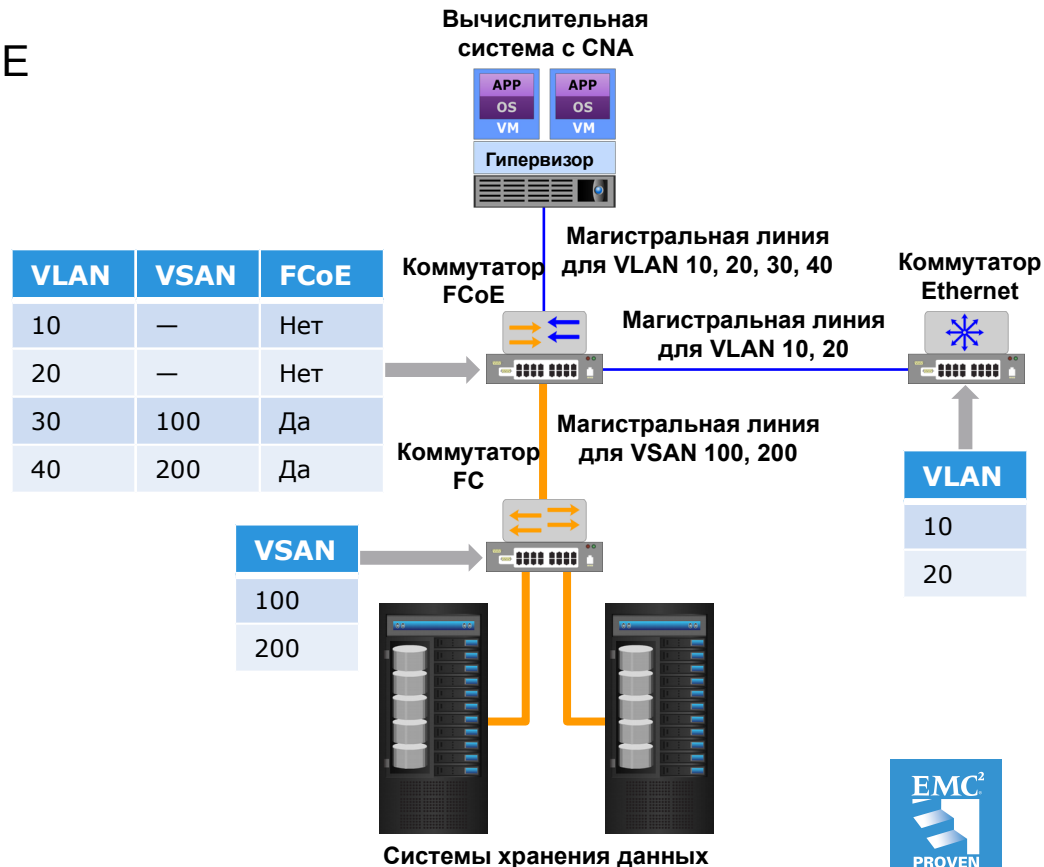 E
Вычислительная
система с CNA
APP APP
OS OS
VM VM
Гипервизор
Магистральная линия
для VLAN 10, 20, 30, 40
Коммутатор
FCoE
Коммутатор
Ethernet
Магистральная линия
для VLAN 10, 20
VLAN VSAN FCoE
10 — Нет
20 — Нет
30 100 Да
40 200 Да
Магистральная линия
для VSAN 100, 200
Коммутатор
FC
VLAN
10
20
VSAN
100
200
Системы хранения данных
EMC²
PROVEN